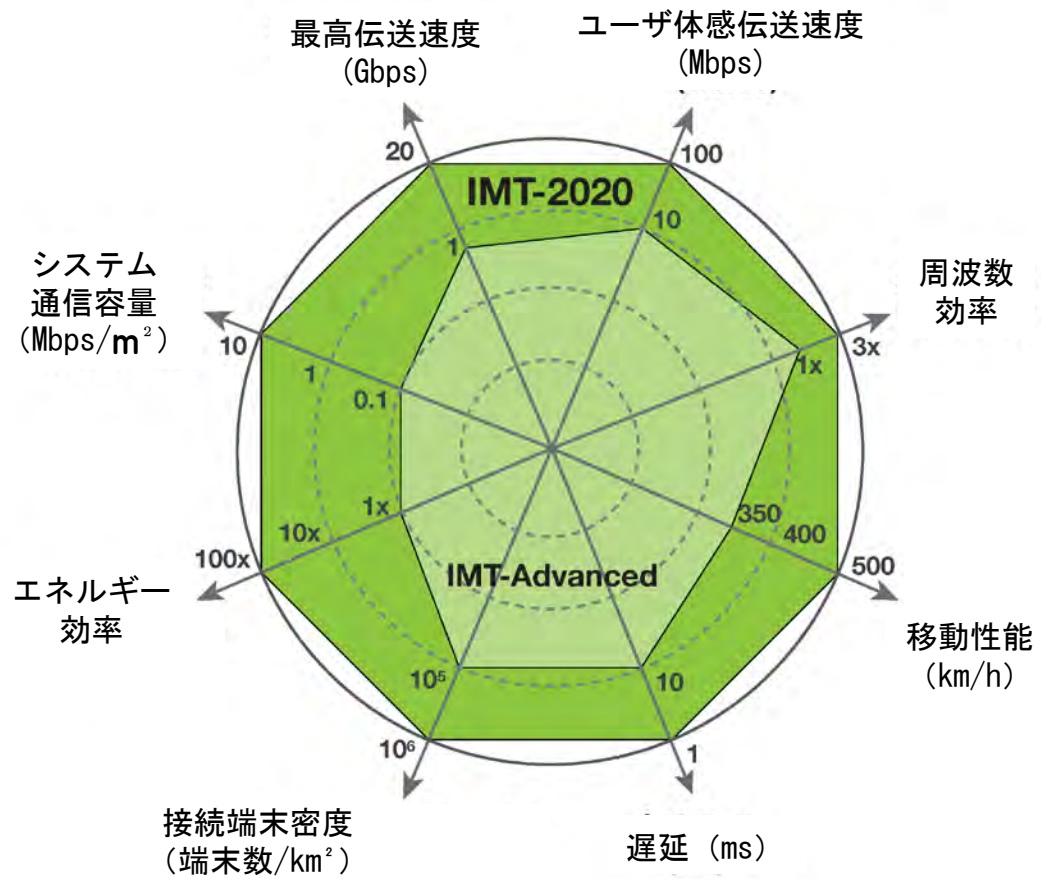 最高伝送速度
(Gbps)
ユーザ体感伝送速度
(Mbps)
20
100
IMT-2020
1
10
システム
通信容量
(Mbps/m²)
周波数
効率
10
1
0.1
1x
3x
100x
10x
1x
350
400
500
エネルギー
効率
IMT-Advanced
移動性能
(km/h)
10⁵
10
10⁶
1
接続端末密度
(端末数/km²)
遅延 (ms)